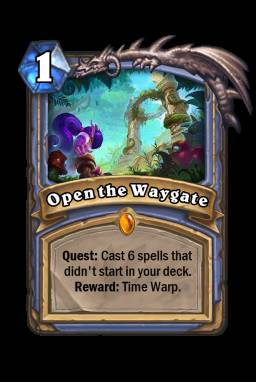 1
Open the Waygate
Quest: Cast 6 spells that
didn't start in your deck.
Reward: Time Warp.